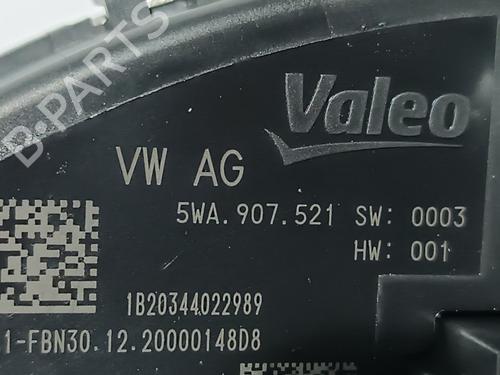 B-PARTS
Valeo
VW AG
5WA.907.521 SW: 0003
HW: 001
1B20344022989
1-FBN30.12.20000148D8